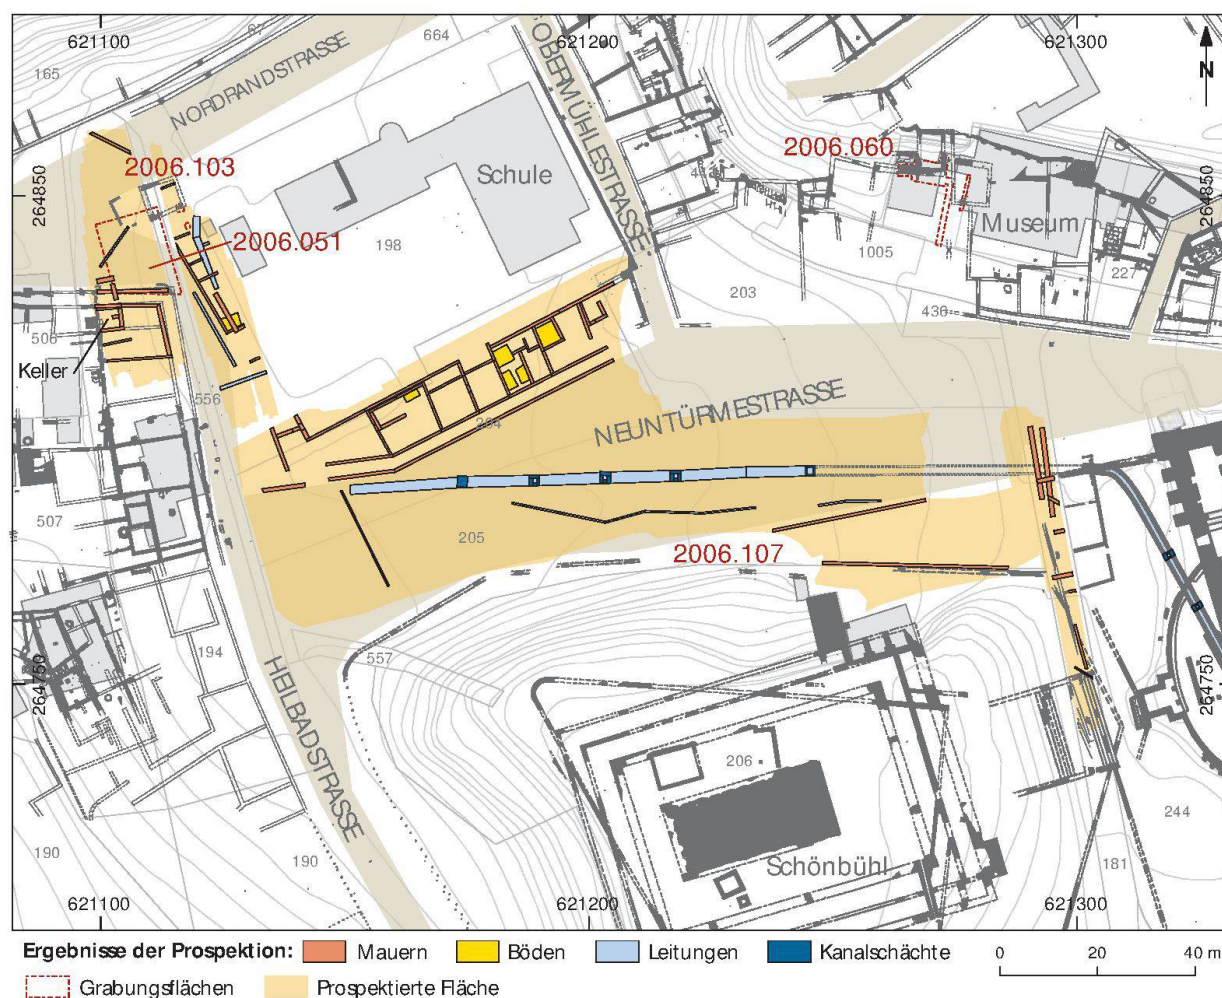 621100
67
664
621200
621300
165
N
NORDRANDSTRASSE
OBERMÜHLESTRASSE
2006.103
2006.060
Schule
264850
264850
2006.051
198
Museum
1005
227
203
436
506
Keller
556
204
NEUNTÜRMESTRASSE
507
205
2006.107
194
557
264750
264750
HEILBADSTRASSE
206
244
190
190
Schönbühl
181
621100
621200
621300
Ergebnisse der Prospektion: Mauern Böden Leitungen Kanalschächte
0 20 40 m
Grabungsflächen Prospektierte Fläche